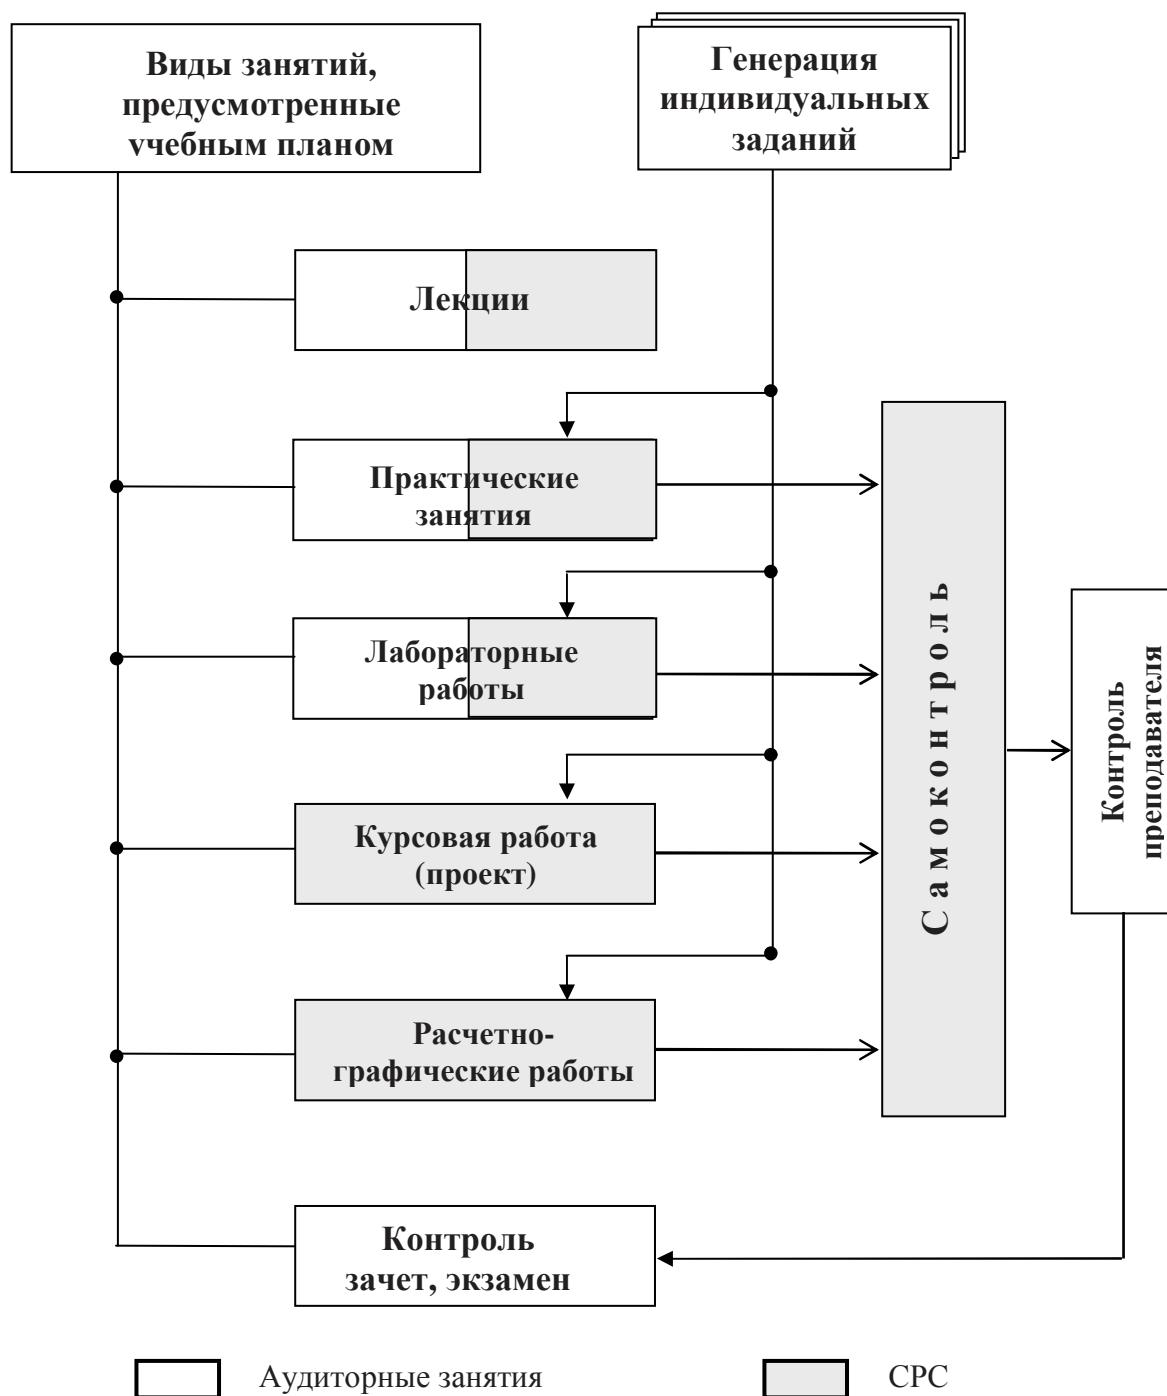 Виды занятий,
предусмотренные
учебным планом
Генерация
индивидуальных
заданий
Лекции
Практические
занятия
Лабораторные
работы
Курсовая работа
(проект)
Расчетно-
графические работы
Самоконтроль
Контроль
преподавателя
Контроль
зачет, экзамен
Аудиторные занятия
СРС